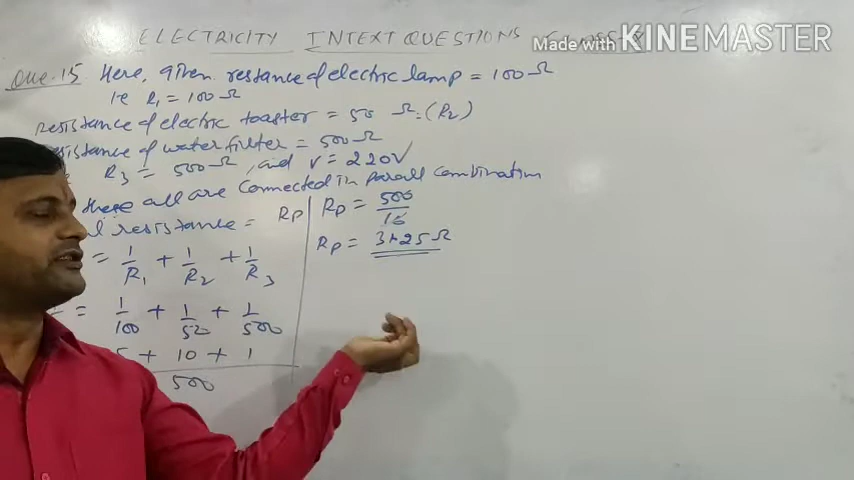 ELECTRICITY INTEXT QUESTIONS
Made with KINEMASTER
Que. 15 Here, Given resistance of electric lamp = 100 Ω
i.e R₁ = 100 Ω
resistance of electric toaster = 50 Ω = (R₂)
of water filter = 500 Ω
R₃ = 500 Ω, and V = 220V
these all are connected in parall combination
resistance = Rp
= 1/R₁ + 1/R₂ + 1/R₃
= 1/100 + 1/50 + 1/500
5 + 10 + 1
500
Rp = 500/16
Rp = 31.25 Ω